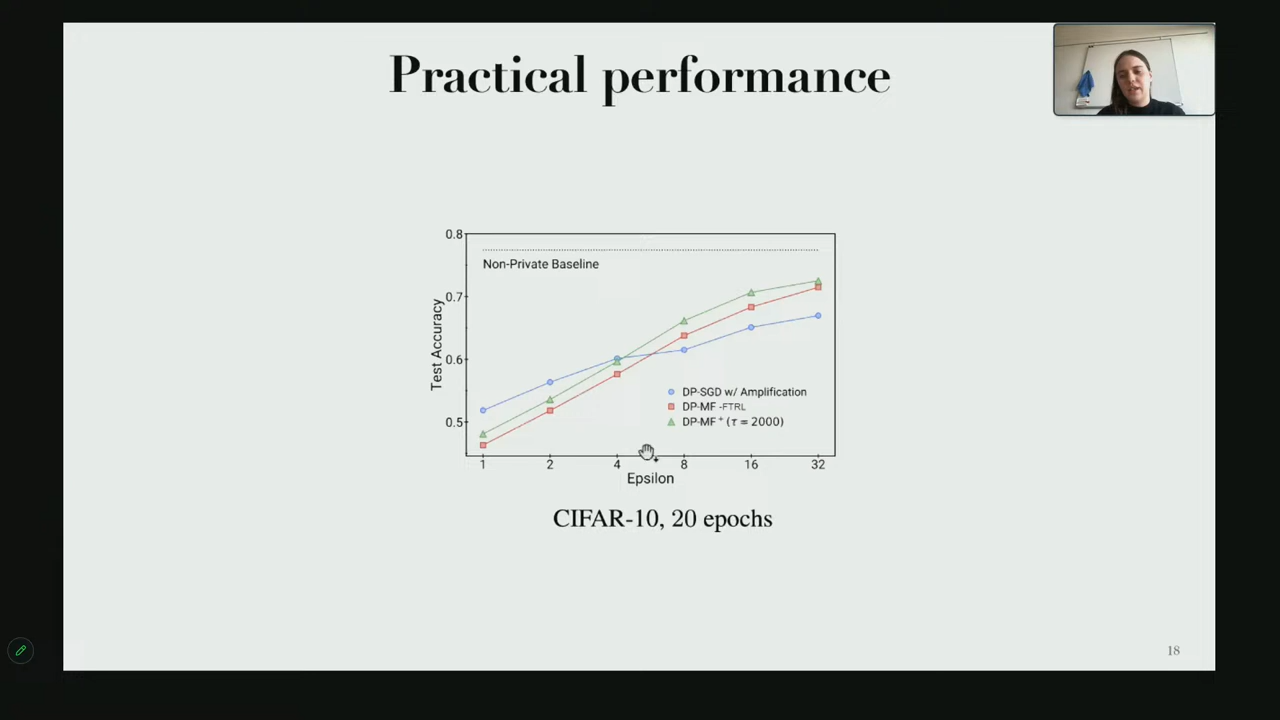 Practical performance
0.8
Non-Private Baseline
0.7
Test Accuracy
0.6
DP-SGD w/ Amplification
DP-MF -FTRL
0.5
DP-MF⁺ (τ = 2000)
1 2 4 8 16 32
Epsilon
CIFAR-10, 20 epochs
18